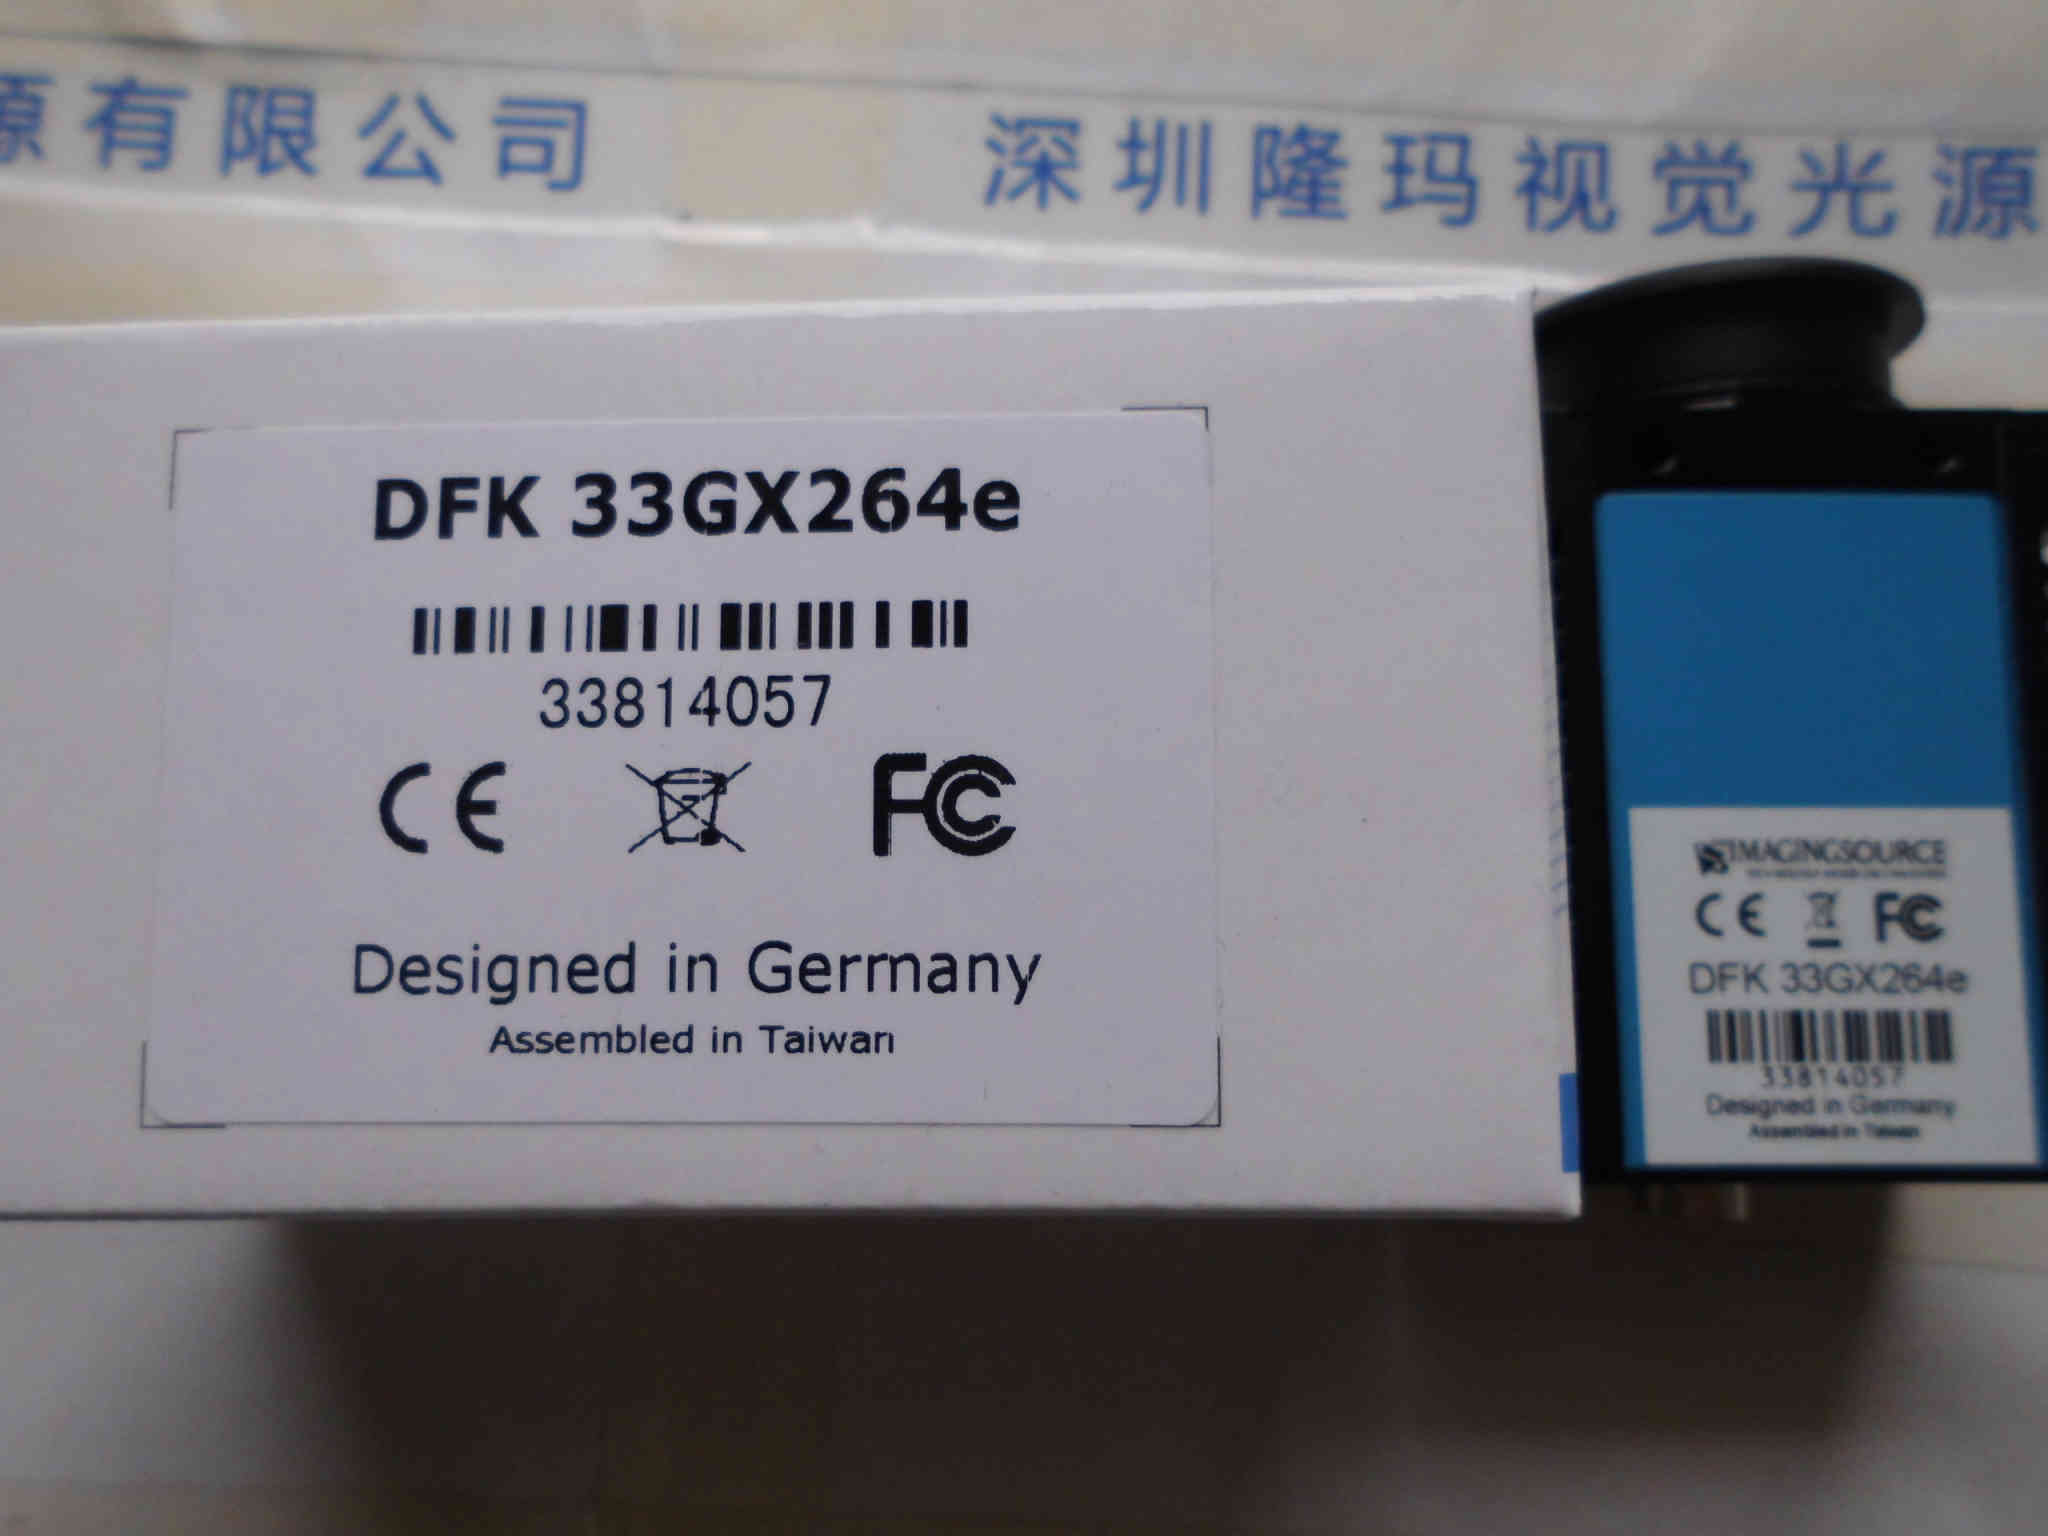 源有限公司
深圳隆玛视觉光源
DFK 33GX264e
33814057
CE
FC
Designed in Germany
Assembled in Taiwan
IMAGINGSOURCE
CE
FC
DFK 33GX264e
33814057
Designed in Germany
Assembled in Taiwan